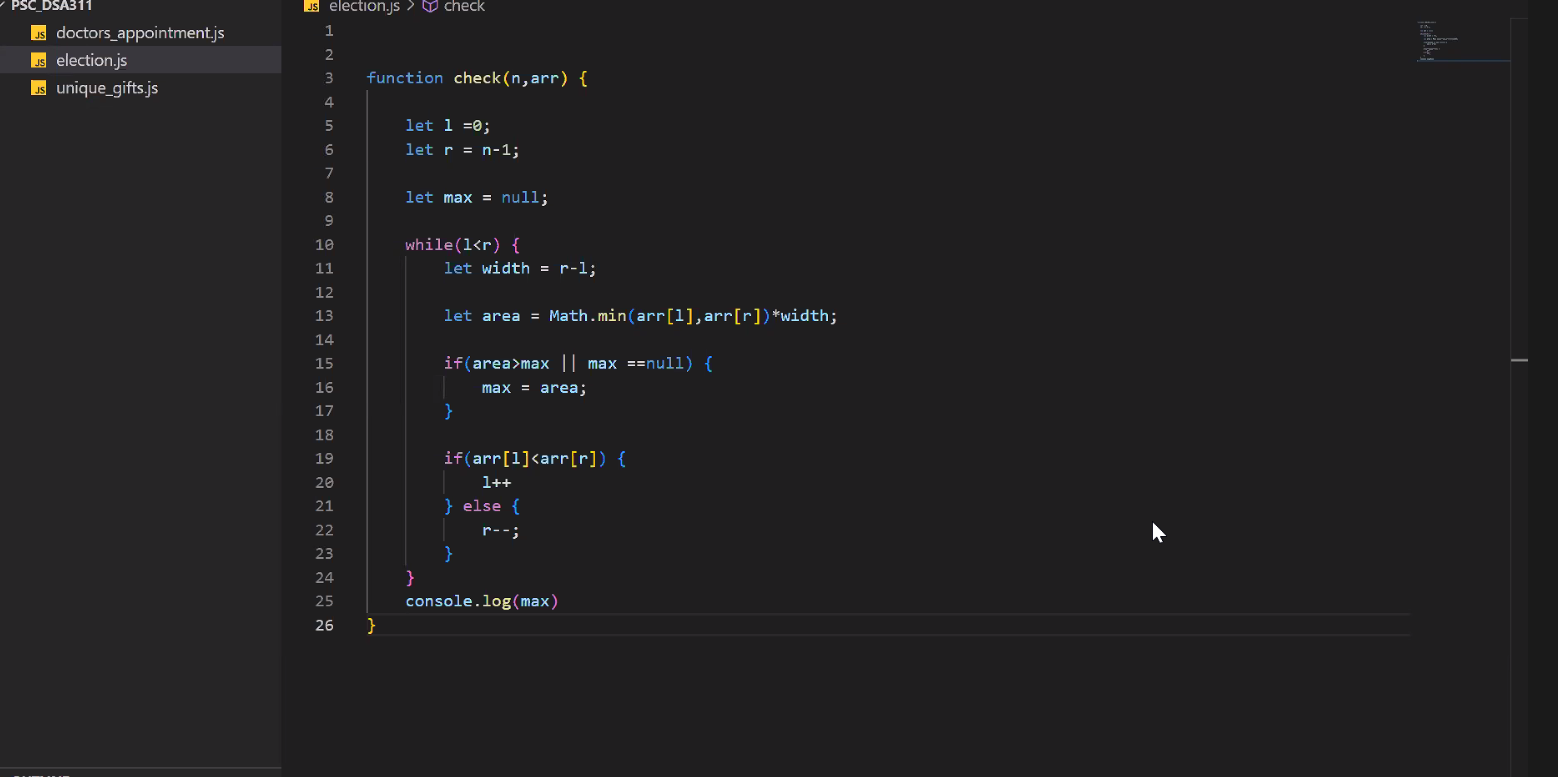 PSC_DSA311
JS doctors_appointment.js
JS election.js
JS unique_gifts.js
JS election.js > check
1
2
3 function check(n,arr) {
4
5 let l =0;
6 let r = n-1;
7
8 let max = null;
9
10 while(l<r) {
11 let width = r-l;
12
13 let area = Math.min(arr[l],arr[r])*width;
14
15 if(area>max || max ==null) {
16 max = area;
17 }
18
19 if(arr[l]<arr[r]) {
20 l++
21 } else {
22 r--;
23 }
24 }
25 console.log(max)
26 }